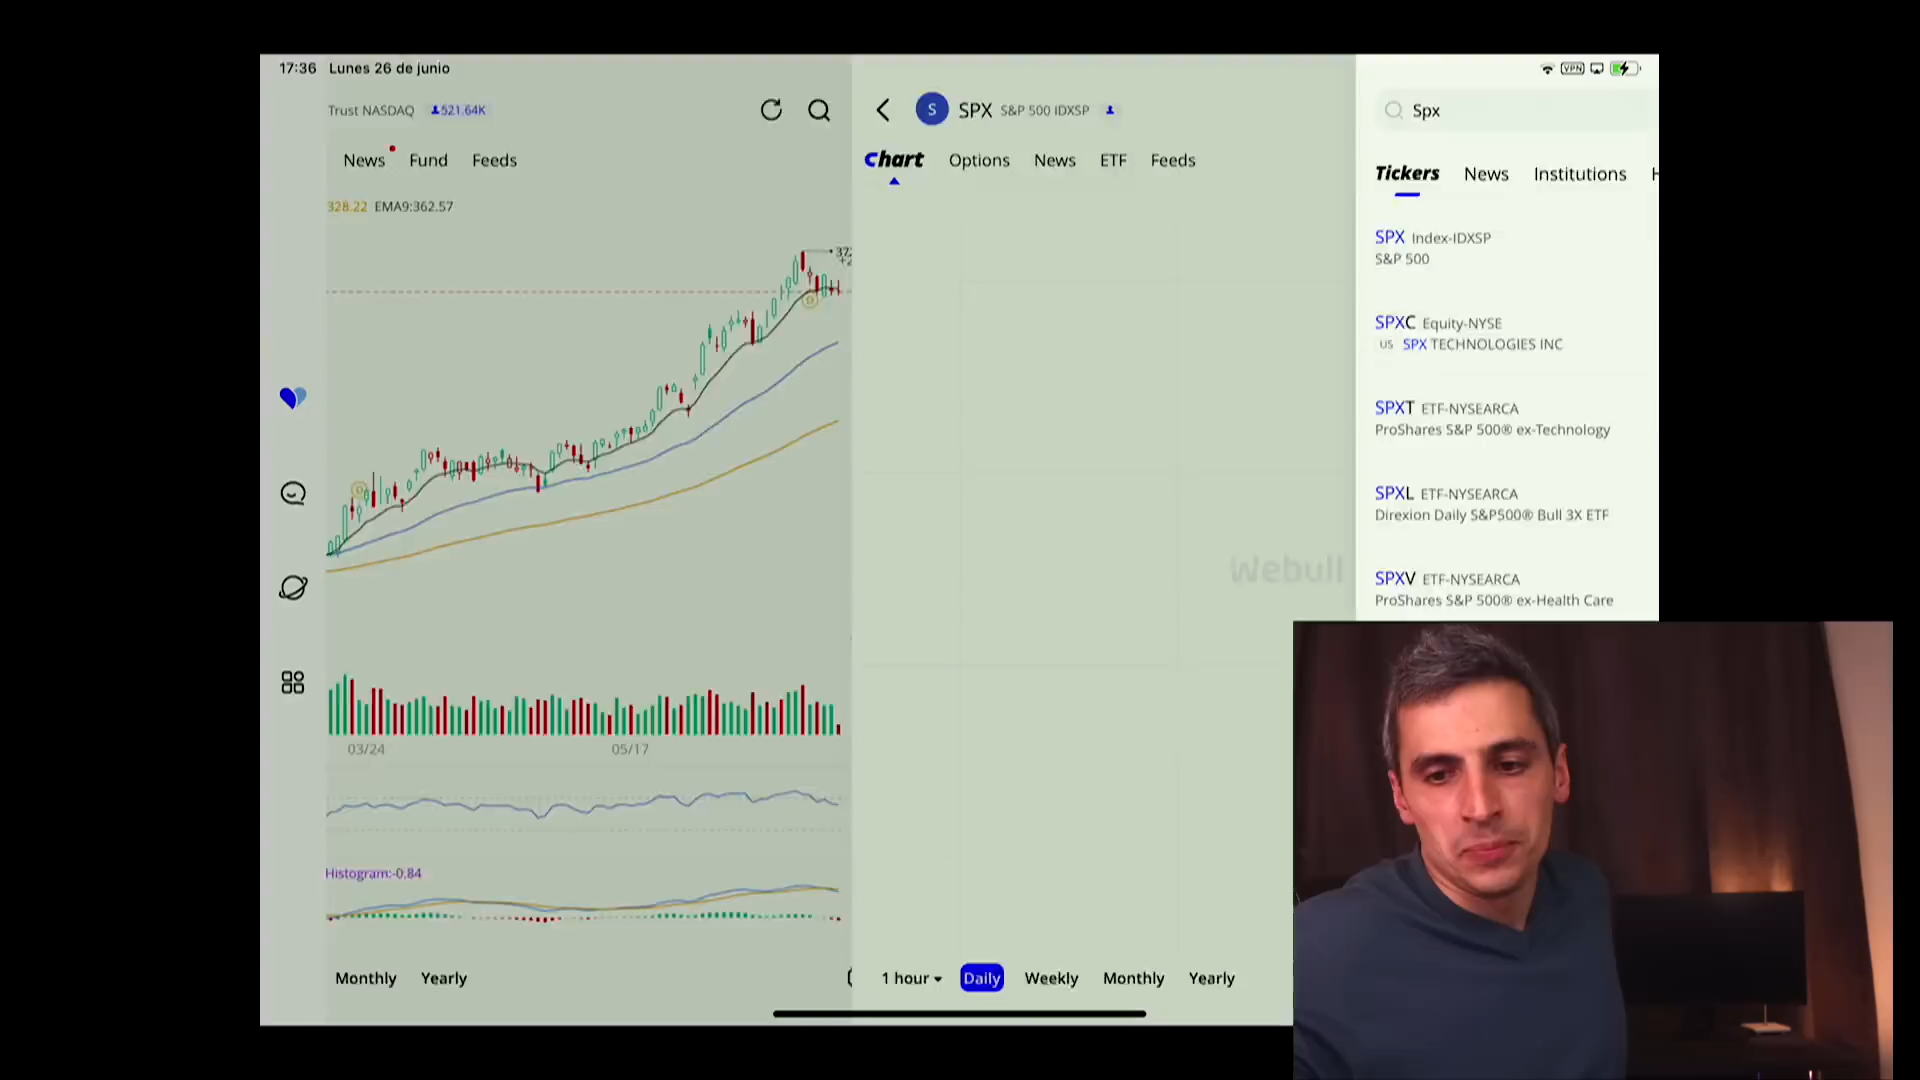 17:36 Lunes 26 de junio
VPN
Trust NASDAQ 521.64K
News Fund Feeds
328.22 EMA9:362.57
03/24 05/17
Histogram:-0.84
Monthly Yearly
S SPX S&P 500 IDXSP
Chart Options News ETF Feeds
Webull
1 hour Daily Weekly Monthly Yearly
Spx
Tickers News Institutions
SPX Index-IDXSP
S&P 500
SPXC Equity-NYSE
US SPX TECHNOLOGIES INC
SPXT ETF-NYSEARCA
ProShares S&P 500® ex-Technology
SPXL ETF-NYSEARCA
Direxion Daily S&P500® Bull 3X ETF
SPXV ETF-NYSEARCA
ProShares S&P 500® ex-Health Care